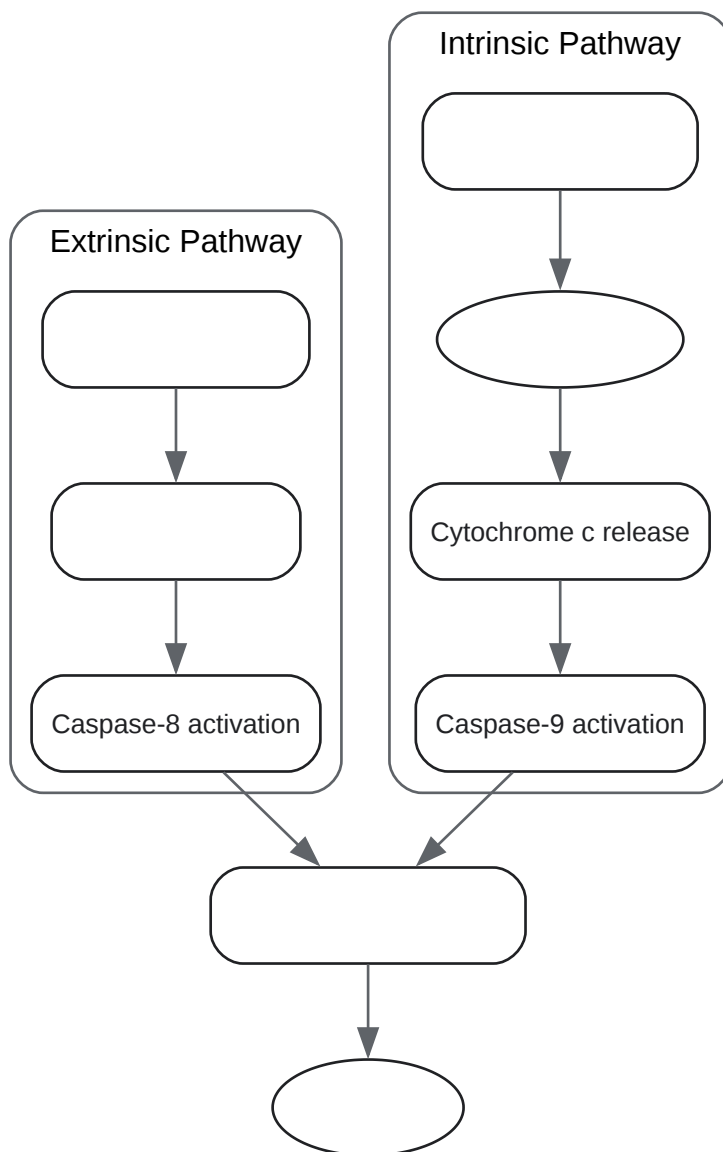 Intrinsic Pathway
Extrinsic Pathway
Cytochrome c release
Caspase-8 activation
Caspase-9 activation